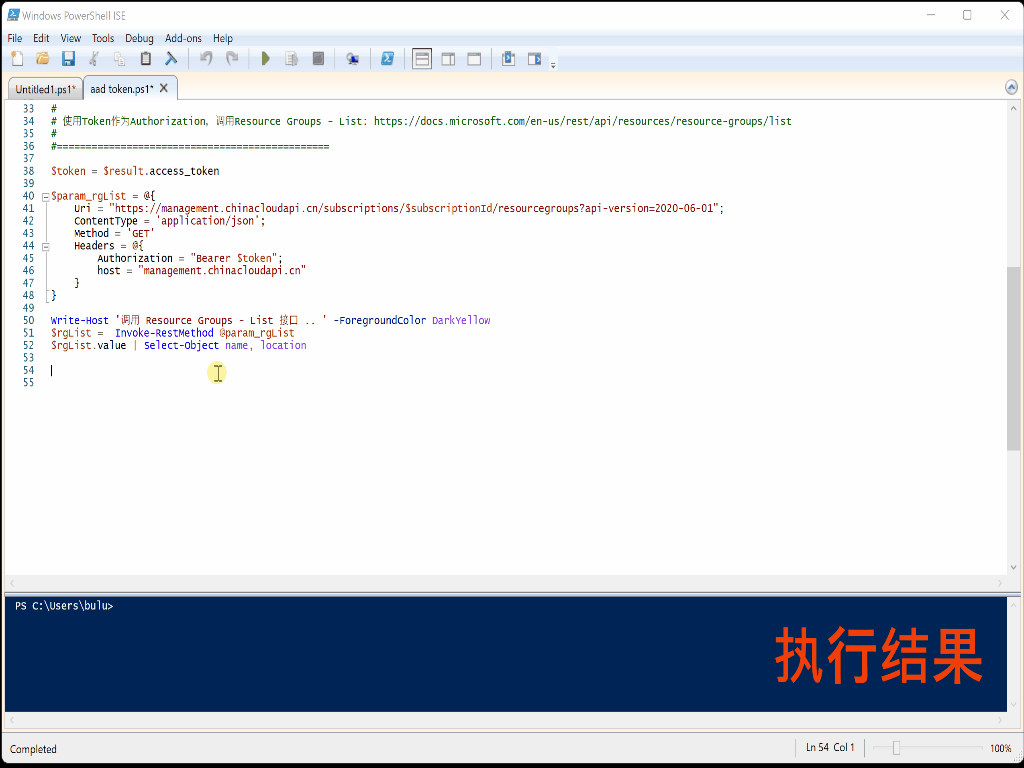 Windows PowerShell ISE
File Edit View Tools Debug Add-ons Help
Untitled1.ps1* aad token.ps1* X
33 #
34 # 使用Token作为Authorization, 调用Resource Groups - List: https://docs.microsoft.com/en-us/rest/api/resources/resource-groups/list
35 #
36 #===============================================
37
38 $token = $result.access_token
39
40 $param_rgList = @{
41 Uri = "https://management.chinacloudapi.cn/subscriptions/$subscriptionId/resourcegroups?api-version=2020-06-01";
42 ContentType = 'application/json';
43 Method = 'GET'
44 Headers = @{
45 Authorization = "Bearer $token";
46 host = "management.chinacloudapi.cn"
47 }
48 }
49
50 Write-Host '调用 Resource Groups - List 接口 .. ' -ForegroundColor DarkYellow
51 $rgList = Invoke-RestMethod @param_rgList
52 $rgList.value | Select-Object name, location
53
54
55
PS C:\Users\bulu>
执行结果
Completed Ln 54 Col 1 100%